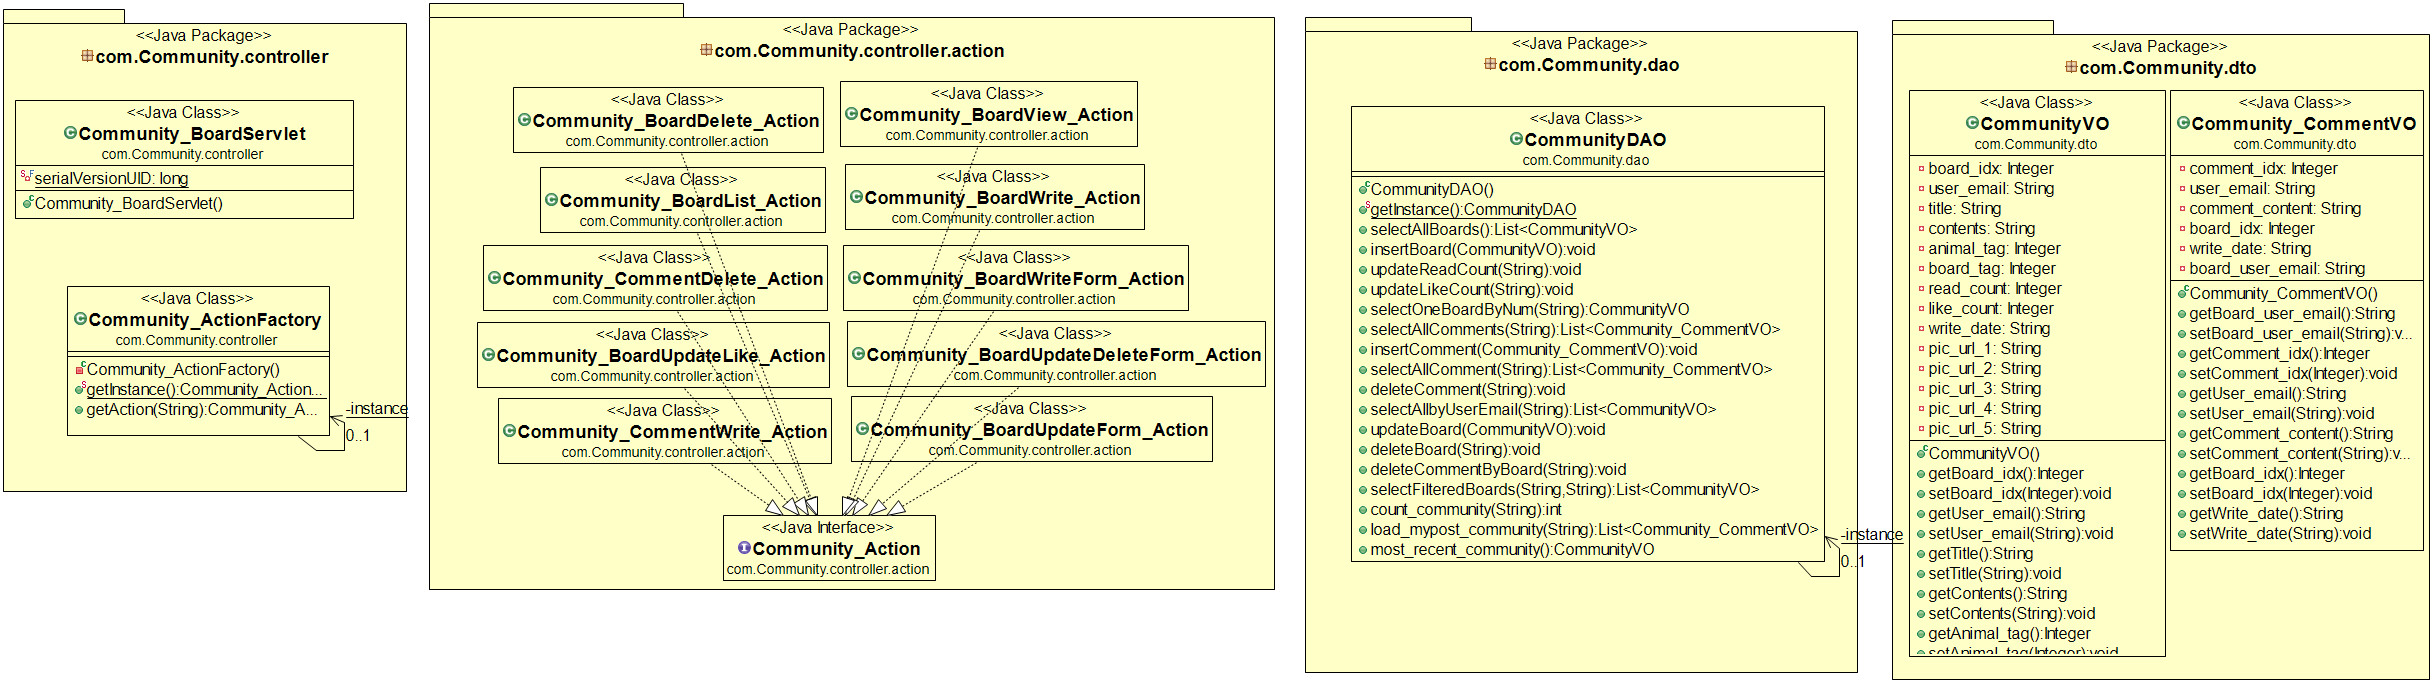 <<Java Package>>
com.Community.controller
<<Java Class>>
Community_BoardServlet
com.Community.controller
serialVersionUID: long
Community_BoardServlet()
<<Java Class>>
Community_ActionFactory
com.Community.controller
Community_ActionFactory()
getInstance():Community_Action...
getAction(String):Community_A...
-instance
0..1
<<Java Package>>
com.Community.controller.action
<<Java Class>>
Community_BoardDelete_Action
com.Community.controller.action
<<Java Class>>
Community_BoardView_Action
com.Community.controller.action
<<Java Class>>
Community_BoardList_Action
com.Community.controller.action
<<Java Class>>
Community_BoardWrite_Action
com.Community.controller.action
<<Java Class>>
Community_CommentDelete_Action
com.Community.controller.action
<<Java Class>>
Community_BoardWriteForm_Action
com.Community.controller.action
<<Java Class>>
Community_BoardUpdateLike_Action
com.Community.controller.action
<<Java Class>>
Community_BoardUpdateDeleteForm_Action
com.Community.controller.action
<<Java Class>>
Community_CommentWrite_Action
com.Community.controller.action
<<Java Class>>
Community_BoardUpdateForm_Action
com.Community.controller.action
<<Java Interface>>
Community_Action
com.Community.controller.action
<<Java Package>>
com.Community.dao
<<Java Class>>
CommunityDAO
com.Community.dao
CommunityDAO()
getInstance():CommunityDAO
selectAllBoards():List<CommunityVO>
insertBoard(CommunityVO):void
updateReadCount(String):void
updateLikeCount(String):void
selectOneBoardByNum(String):CommunityVO
selectAllComments(String):List<Community_CommentVO>
insertComment(Community_CommentVO):void
selectAllComment(String):List<Community_CommentVO>
deleteComment(String):void
selectAllbyUserEmail(String):List<CommunityVO>
updateBoard(CommunityVO):void
deleteBoard(String):void
deleteCommentByBoard(String):void
selectFilteredBoards(String,String):List<CommunityVO>
count_community(String):int
load_mypost_community(String):List<Community_CommentVO>
most_recent_community():CommunityVO
-instance
0..1
<<Java Package>>
com.Community.dto
<<Java Class>>
CommunityVO
com.Community.dto
board_idx: Integer
user_email: String
title: String
contents: String
animal_tag: Integer
board_tag: Integer
read_count: Integer
like_count: Integer
write_date: String
pic_url_1: String
pic_url_2: String
pic_url_3: String
pic_url_4: String
pic_url_5: String
CommunityVO()
getBoard_idx():Integer
setBoard_idx(Integer):void
getUser_email():String
setUser_email(String):void
getTitle():String
setTitle(String):void
getContents():String
setContents(String):void
getAnimal_tag():Integer
setAnimal_tag(Integer):void
<<Java Class>>
Community_CommentVO
com.Community.dto
comment_idx: Integer
user_email: String
comment_content: String
board_idx: Integer
write_date: String
board_user_email: String
Community_CommentVO()
getBoard_user_email():String
setBoard_user_email(String):v...
getComment_idx():Integer
setComment_idx(Integer):void
getUser_email():String
setUser_email(String):void
getComment_content():String
setComment_content(String):v...
getBoard_idx():Integer
setBoard_idx(Integer):void
getWrite_date():String
setWrite_date(String):void